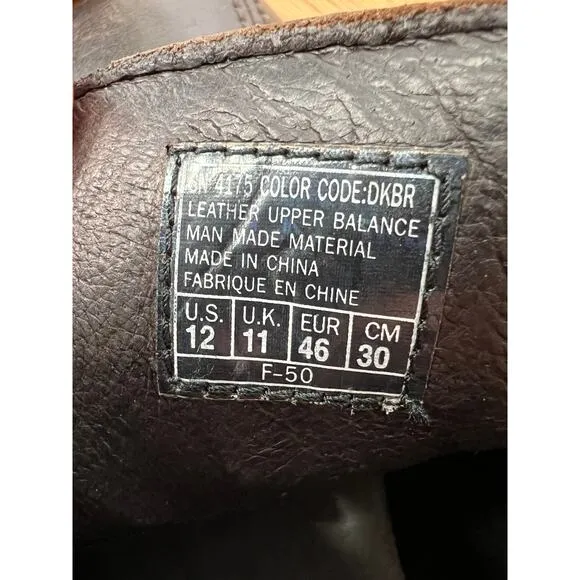 SN 4175 COLOR CODE:DKBR
LEATHER UPPER BALANCE
MAN MADE MATERIAL
MADE IN CHINA
FABRIQUE EN CHINE
U.S. U.K. EUR CM
12 11 46 30
F-50